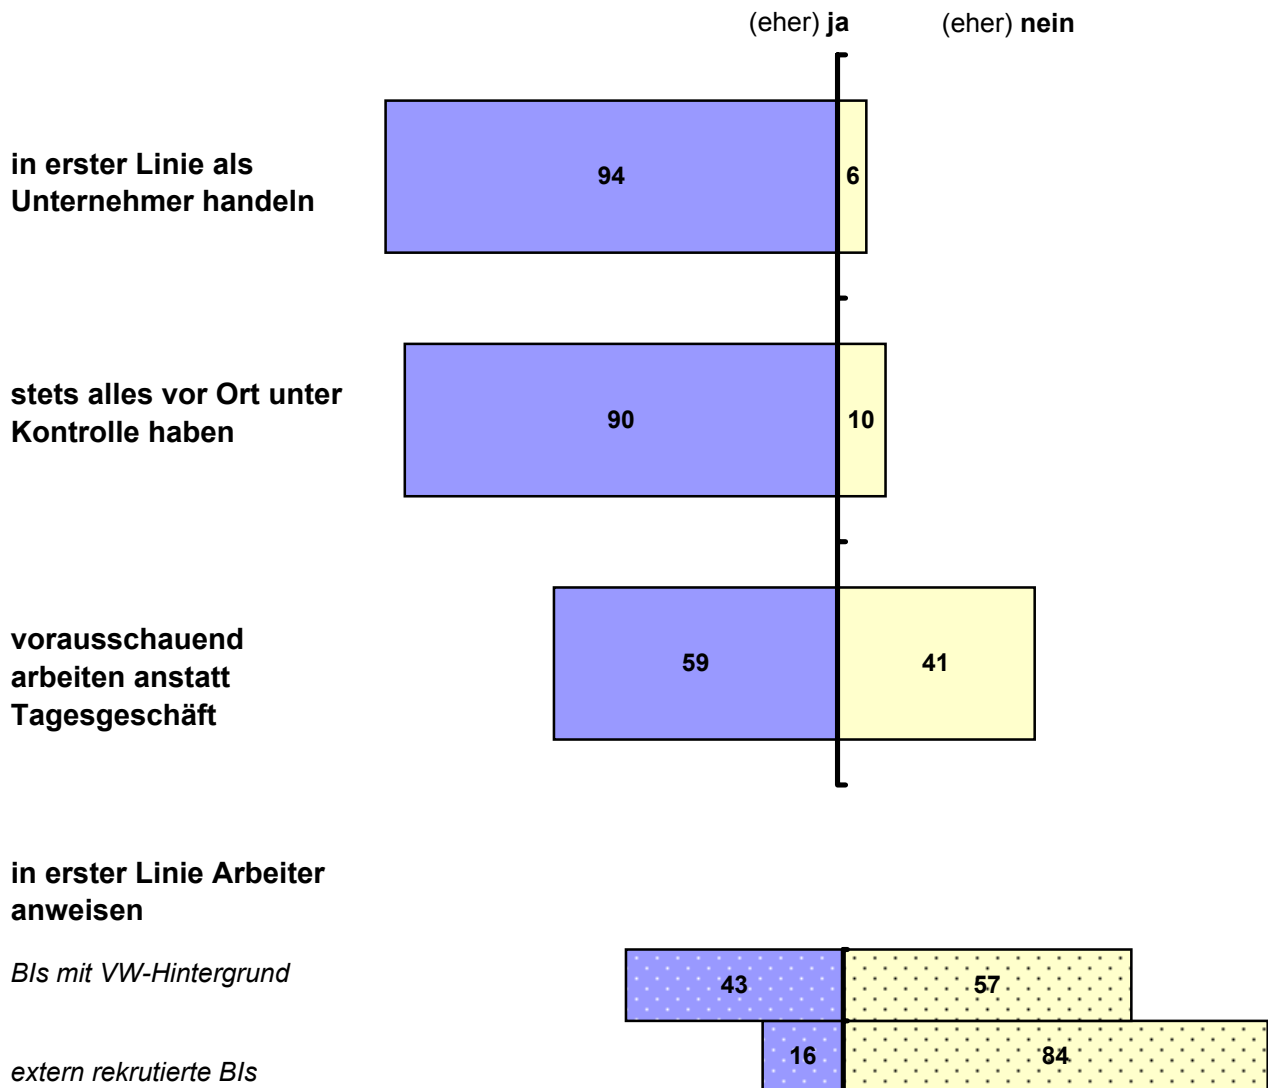 (eher) ja (eher) nein
in erster Linie als
Unternehmer handeln
94 6
stets alles vor Ort unter
Kontrolle haben
90 10
vorausschauend
arbeiten anstatt
Tagesgeschäft
59 41
in erster Linie Arbeiter
anweisen
BIs mit VW-Hintergrund
43 57
extern rekrutierte BIs
16 84